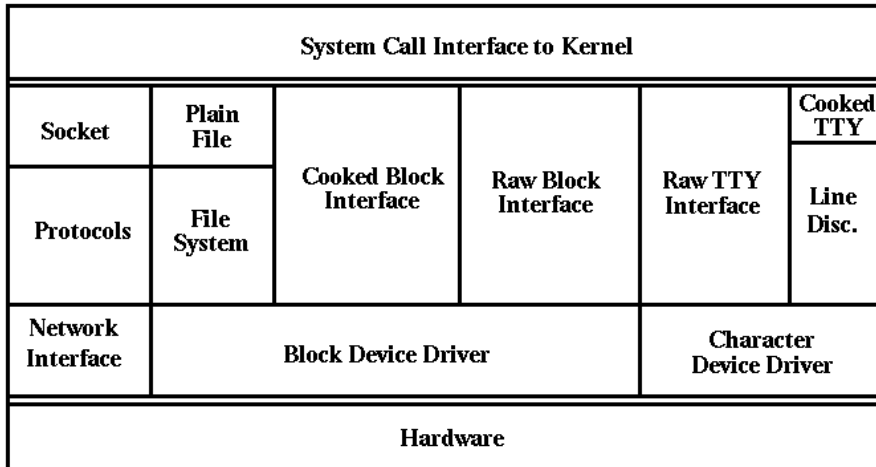 System Call Interface to Kernel
Socket
Plain
File
Cooked Block
Interface
Raw Block
Interface
Raw TTY
Interface
Cooked
TTY
Protocols
File
System
Line
Disc.
Network
Interface
Block Device Driver
Character
Device Driver
Hardware